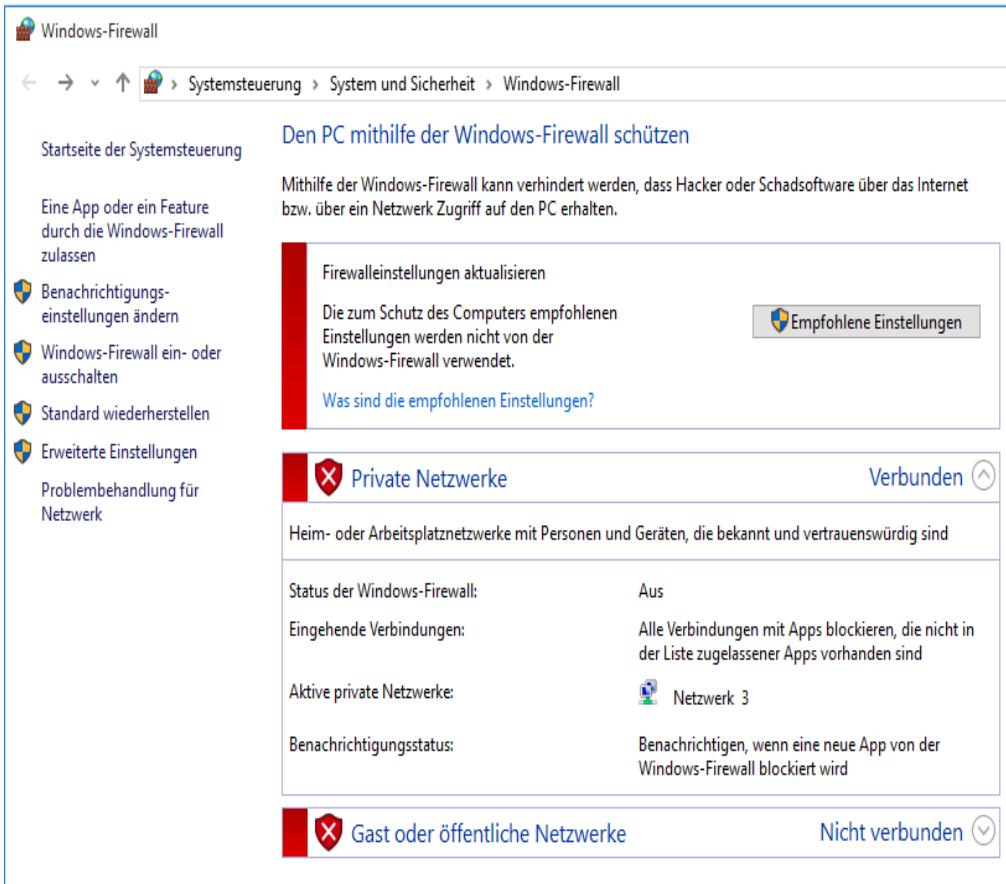 Windows-Firewall
Systemsteuerung › System und Sicherheit › Windows-Firewall
Startseite der Systemsteuerung
Eine App oder ein Feature
durch die Windows-Firewall
zulassen
Benachrichtigungs-
einstellungen ändern
Windows-Firewall ein- oder
ausschalten
Standard wiederherstellen
Erweiterte Einstellungen
Problembehandlung für
Netzwerk
Den PC mithilfe der Windows-Firewall schützen
Mithilfe der Windows-Firewall kann verhindert werden, dass Hacker oder Schadsoftware über das Internet
bzw. über ein Netzwerk Zugriff auf den PC erhalten.
Firewalleinstellungen aktualisieren
Die zum Schutz des Computers empfohlenen
Einstellungen werden nicht von der
Windows-Firewall verwendet.
Empfohlene Einstellungen
Was sind die empfohlenen Einstellungen?
Private Netzwerke Verbunden
Heim- oder Arbeitsplatznetzwerke mit Personen und Geräten, die bekannt und vertrauenswürdig sind
Status der Windows-Firewall: Aus
Eingehende Verbindungen: Alle Verbindungen mit Apps blockieren, die nicht in
der Liste zugelassener Apps vorhanden sind
Aktive private Netzwerke: Netzwerk 3
Benachrichtigungsstatus: Benachrichtigen, wenn eine neue App von der
Windows-Firewall blockiert wird
Gast oder öffentliche Netzwerke Nicht verbunden